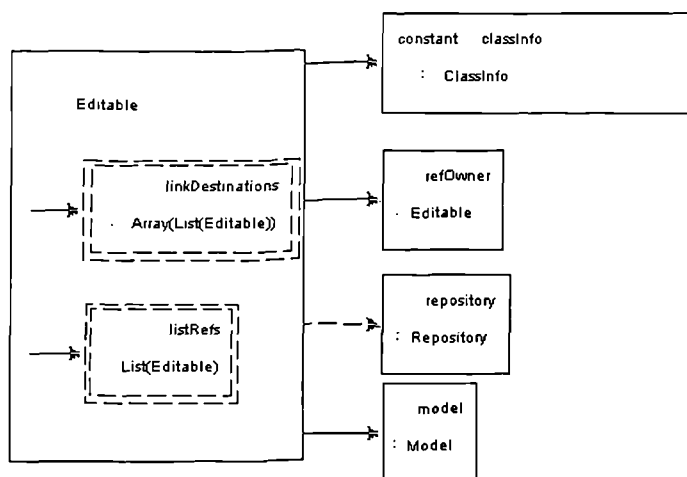 constant classInfo
: ClassInfo
Editable
linkDestinations
. Array(List(Editable))
refOwner
: Editable
listRefs
List(Editable)
repository
: Repository
model
: Model